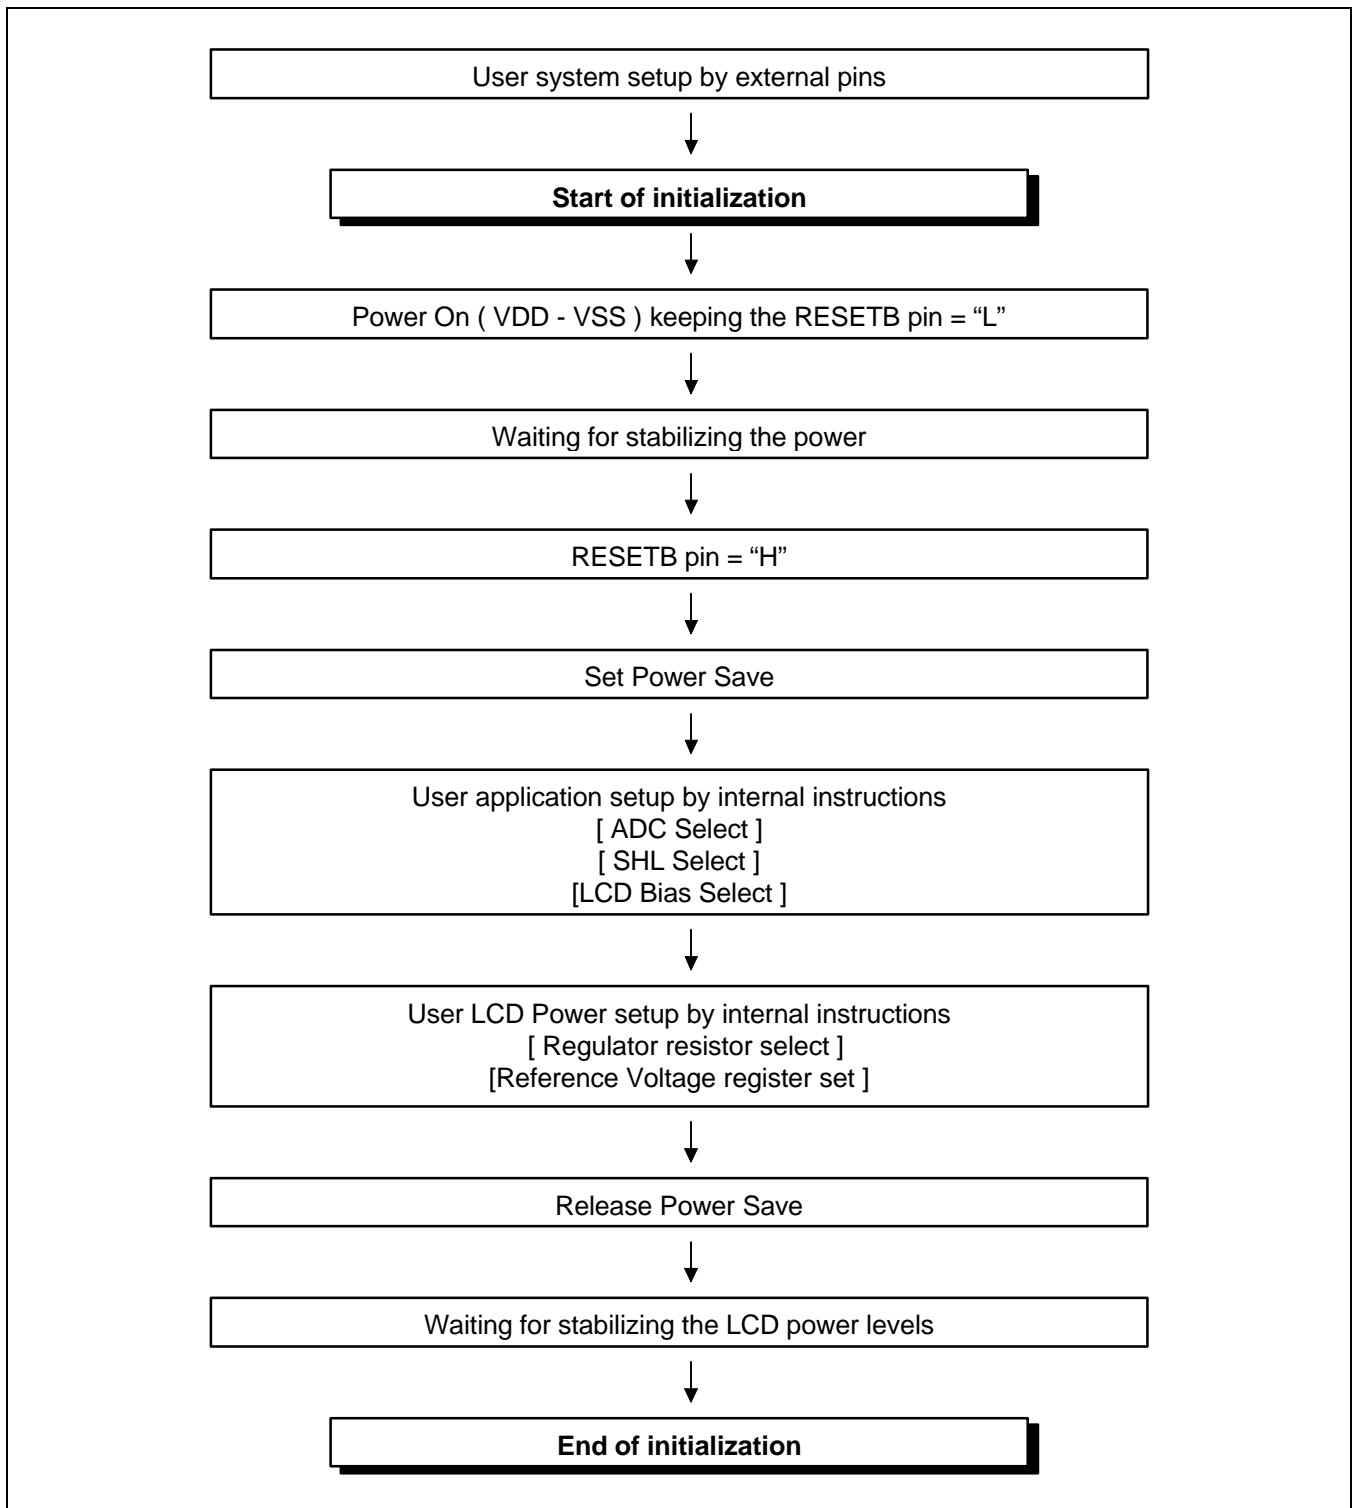 User system setup by external pins
Start of initialization
Power On ( VDD - VSS ) keeping the RESETB pin = “L”
Waiting for stabilizing the power
RESETB pin = “H”
Set Power Save
User application setup by internal instructions
[ ADC Select ]
[ SHL Select ]
[LCD Bias Select ]
User LCD Power setup by internal instructions
[ Regulator resistor select ]
[Reference Voltage register set ]
Release Power Save
Waiting for stabilizing the LCD power levels
End of initialization